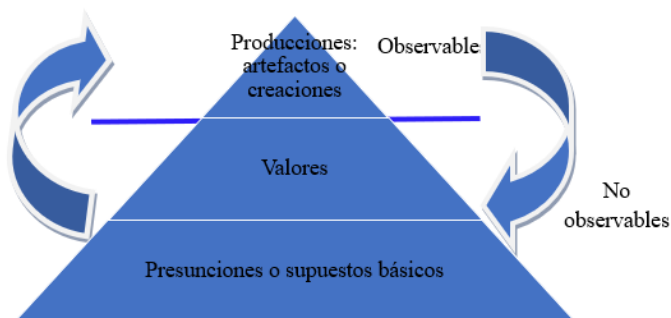 Producciones:
artefactos o
creaciones
Observable
Valores
No
observables
Presunciones o supuestos básicos